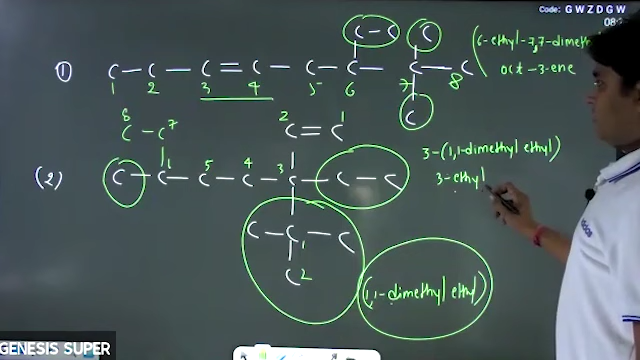 Code: G W Z D G W
C - C C
(1) C - C - C = C - C - C - C - C
1 2 3 4 5 6 7 8
C
6-ethyl-7,7-dimethyl
oct-3-ene
8 C - C 7 2 C = C 1
(2) C - C - C - C - C - C - C
1 5 4 3
C - C - C
1
C 2
(1,1-dimethyl ethyl)
3-(1,1-dimethyl ethyl)
3-ethyl
GENESIS SUPER